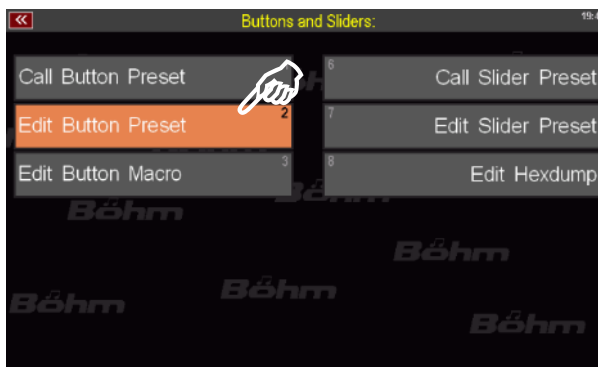 Buttons and Sliders:
Call Button Preset
6 Call Slider Preset
Edit Button Preset 2
7 Edit Slider Preset
Edit Button Macro 3
8 Edit Hexdump
Böhm
Böhm
Böhm
Böhm
Böhm